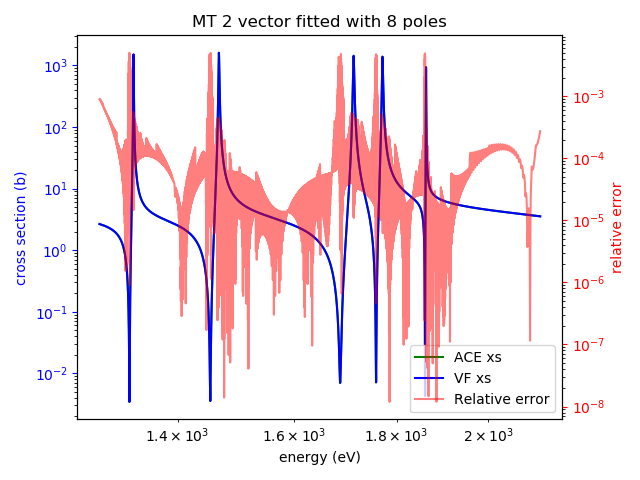 MT 2 vector fitted with 8 poles
cross section (b)
10³
10²
10¹
10⁰
10⁻¹
10⁻²
10⁻³
10⁻⁴
10⁻⁵
10⁻⁶
10⁻⁷
10⁻⁸
relative error
ACE xs
VF xs
Relative error
1.4 × 10³ 1.6 × 10³ 1.8 × 10³ 2 × 10³
energy (eV)